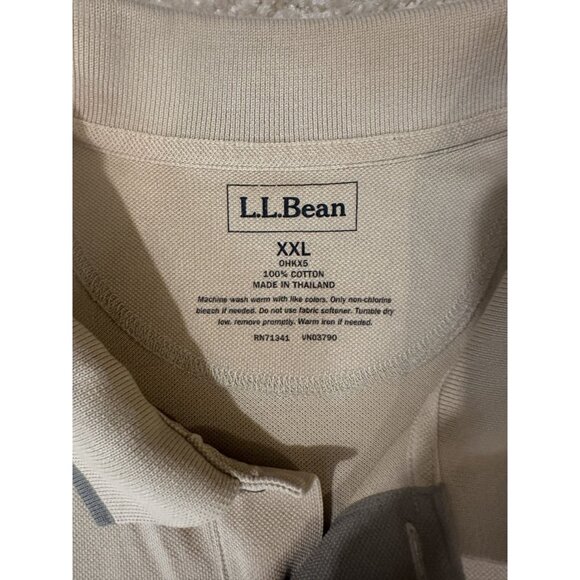 L.L.Bean
XXL
OHKX5
100% COTTON
MADE IN THAILAND
Machine wash warm with like colors. Only non-chlorine
bleach if needed. Do not use fabric softener. Tumble dry
low, remove promptly. Warm iron if needed.
RN71341 VN03790